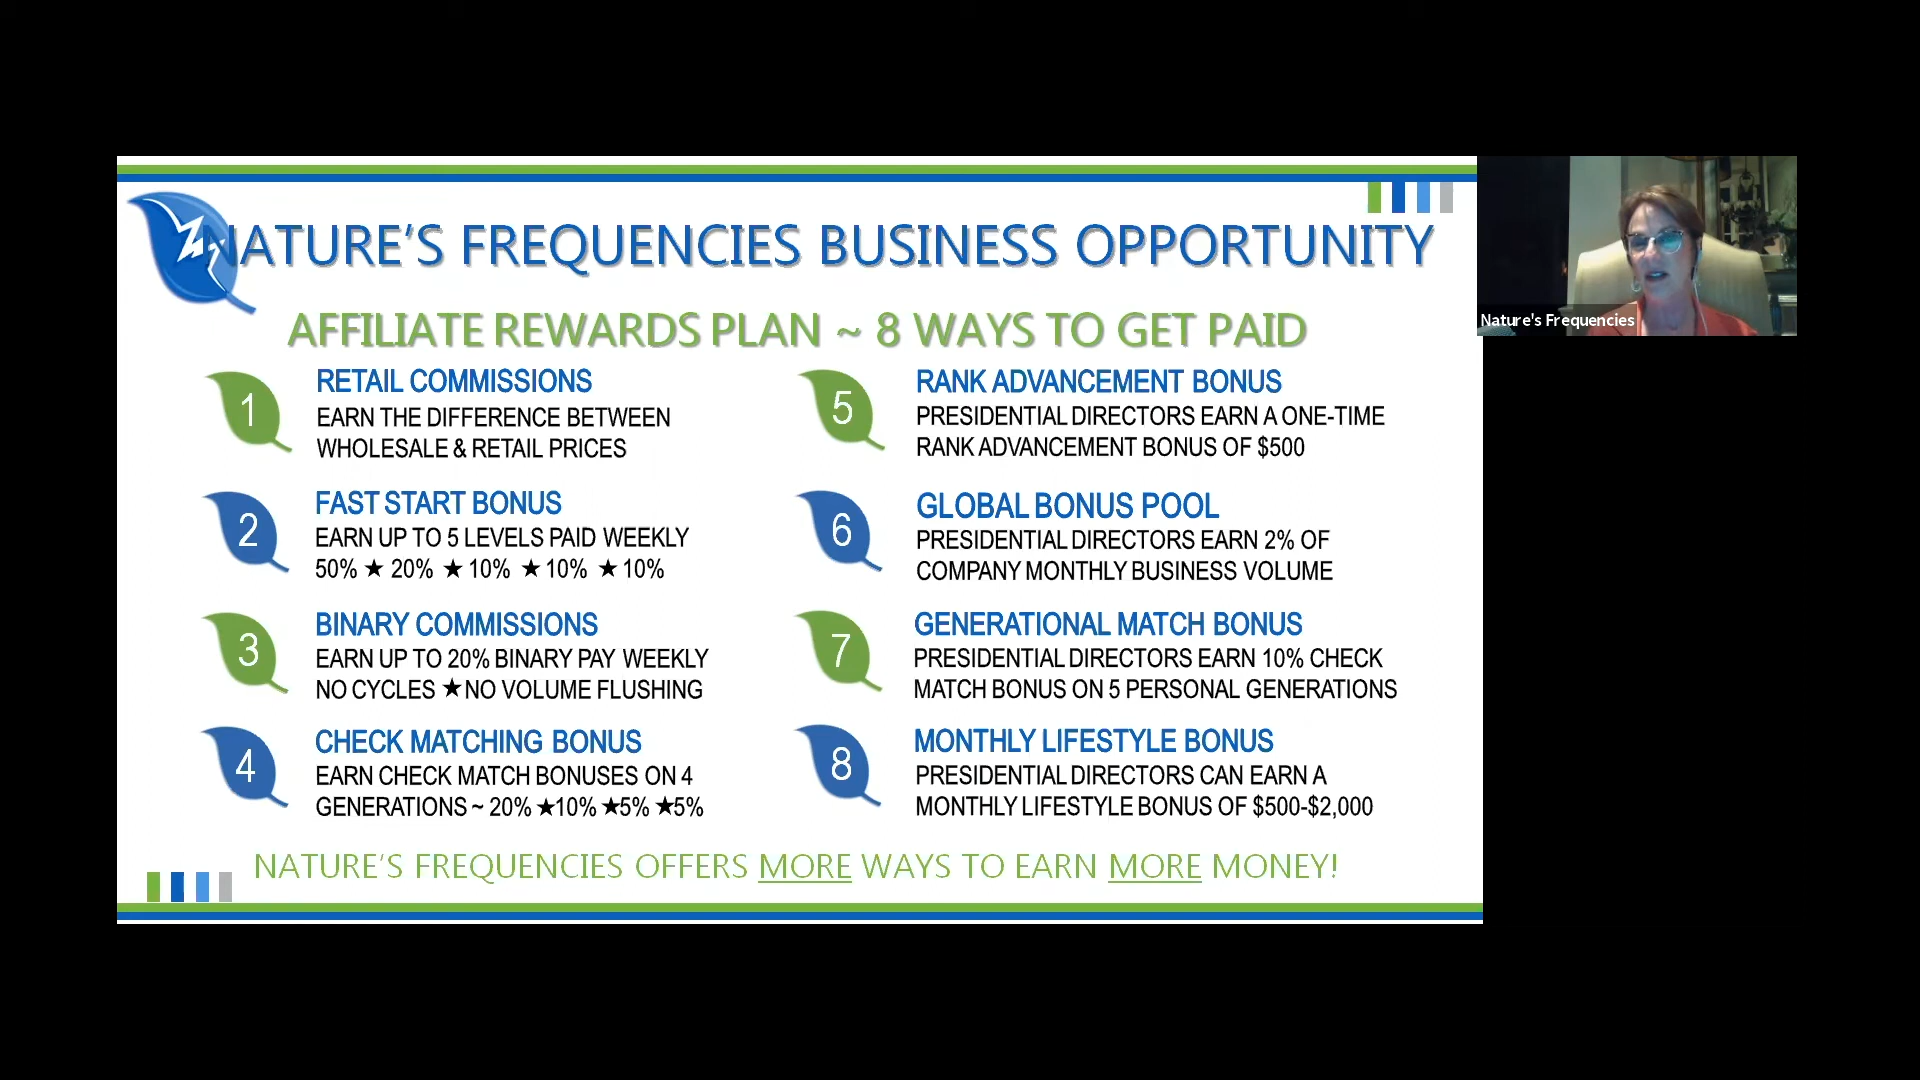 NATURE'S FREQUENCIES BUSINESS OPPORTUNITY
AFFILIATE REWARDS PLAN ~ 8 WAYS TO GET PAID
1
RETAIL COMMISSIONS
EARN THE DIFFERENCE BETWEEN
WHOLESALE & RETAIL PRICES
2
FAST START BONUS
EARN UP TO 5 LEVELS PAID WEEKLY
50% ★ 20% ★ 10% ★ 10% ★ 10%
3
BINARY COMMISSIONS
EARN UP TO 20% BINARY PAY WEEKLY
NO CYCLES ★ NO VOLUME FLUSHING
4
CHECK MATCHING BONUS
EARN CHECK MATCH BONUSES ON 4
GENERATIONS ~ 20% ★10% ★5% ★5%
5
RANK ADVANCEMENT BONUS
PRESIDENTIAL DIRECTORS EARN A ONE-TIME
RANK ADVANCEMENT BONUS OF $500
6
GLOBAL BONUS POOL
PRESIDENTIAL DIRECTORS EARN 2% OF
COMPANY MONTHLY BUSINESS VOLUME
7
GENERATIONAL MATCH BONUS
PRESIDENTIAL DIRECTORS EARN 10% CHECK
MATCH BONUS ON 5 PERSONAL GENERATIONS
8
MONTHLY LIFESTYLE BONUS
PRESIDENTIAL DIRECTORS CAN EARN A
MONTHLY LIFESTYLE BONUS OF $500-$2,000
NATURE'S FREQUENCIES OFFERS MORE WAYS TO EARN MORE MONEY!
Nature's Frequencies